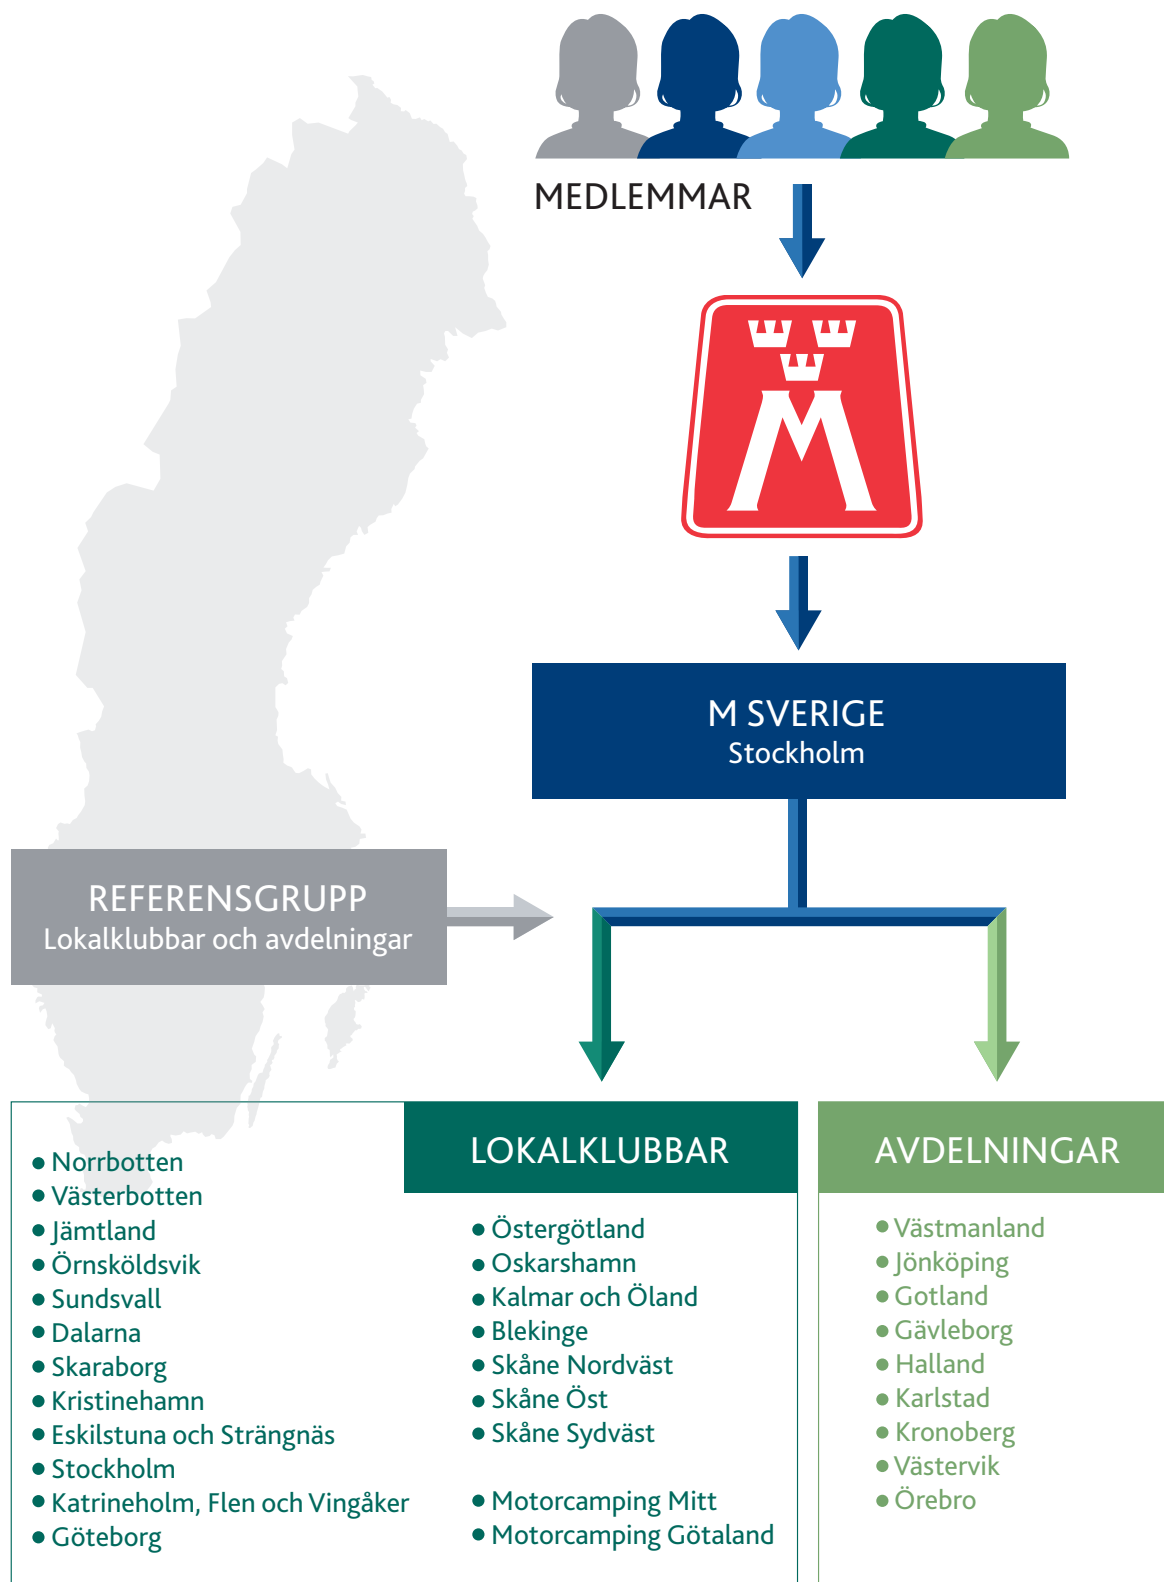 MEDLEMMAR
M
M SVERIGE
Stockholm
REFERENSGRUPP
Lokalklubbar och avdelningar
LOKALKLUBBAR
• Norrbotten
• Västerbotten
• Jämtland
• Örnsköldsvik
• Sundsvall
• Dalarna
• Skaraborg
• Kristinehamn
• Eskilstuna och Strängnäs
• Stockholm
• Katrineholm, Flen och Vingåker
• Göteborg
• Östergötland
• Oskarshamn
• Kalmar och Öland
• Blekinge
• Skåne Nordväst
• Skåne Öst
• Skåne Sydväst
• Motorcamping Mitt
• Motorcamping Götaland
AVDELNINGAR
• Västmanland
• Jönköping
• Gotland
• Gävleborg
• Halland
• Karlstad
• Kronoberg
• Västervik
• Örebro